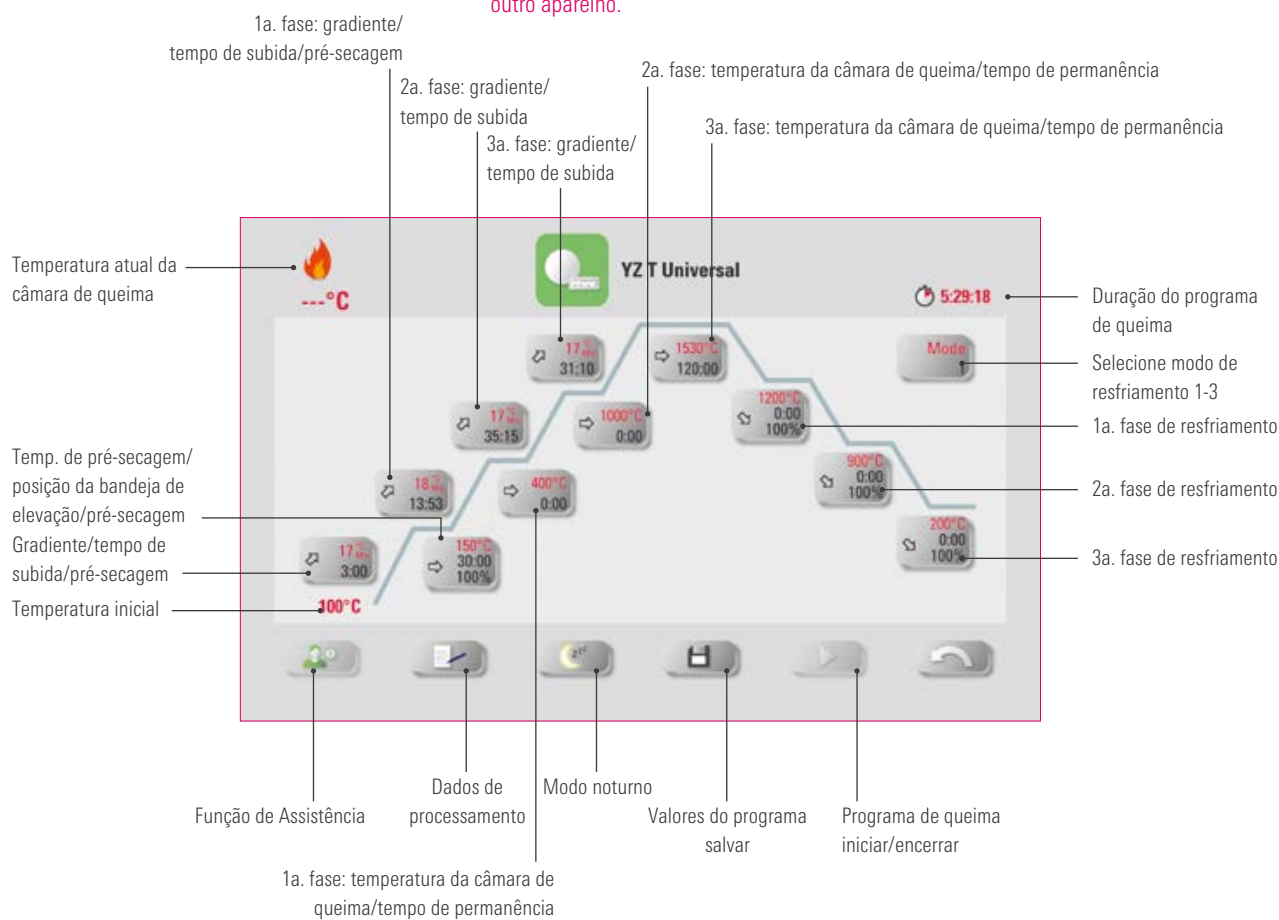 outro aparelho.
1a. fase: gradiente/
tempo de subida/pré-secagem
2a. fase: gradiente/
tempo de subida
3a. fase: gradiente/
tempo de subida
2a. fase: temperatura da câmara de queima/tempo de permanência
3a. fase: temperatura da câmara de queima/tempo de permanência
Temperatura atual da
câmara de queima
---°C
YZ T Universal
5:29:18
Duração do programa
de queima
Mode
1
Selecione modo de
resfriamento 1-3
17 °C/Min
31:10
1530°C
120:00
17 °C/Min
35:15
1000°C
0:00
1200°C
0:00
100%
1a. fase de resfriamento
Temp. de pré-secagem/
posição da bandeja de
elevação/pré-secagem
18 °C/Min
13:53
400°C
0:00
900°C
0:00
100%
2a. fase de resfriamento
Gradiente/tempo de
subida/pré-secagem
17 °C/Min
3:00
150°C
30:00
100%
200°C
0:00
100%
3a. fase de resfriamento
Temperatura inicial
100°C
zzz
Função de Assistência
Dados de
processamento
Modo noturno
Valores do programa
salvar
Programa de queima
iniciar/encerrar
1a. fase: temperatura da câmara de
queima/tempo de permanência